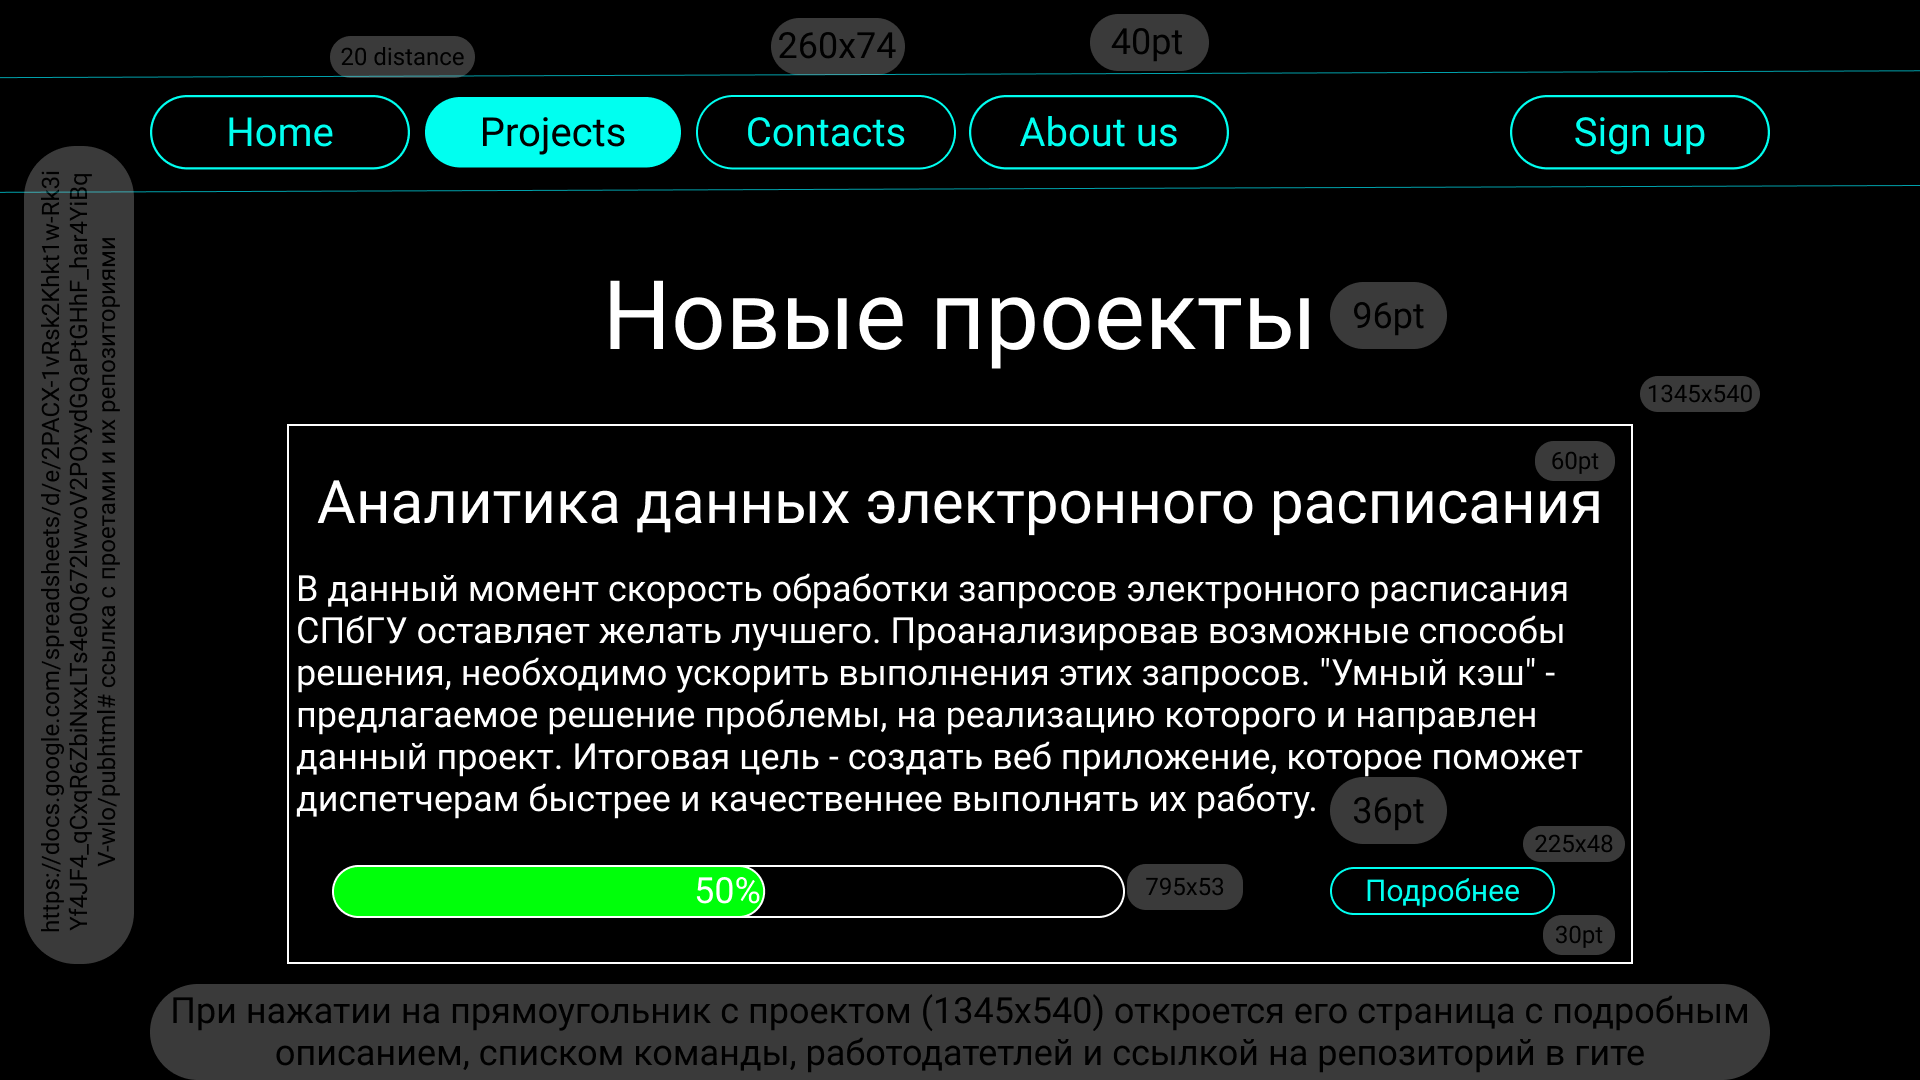 20 distance
260x74
40pt
Home
Projects
Contacts
About us
Sign up
https://docs.google.com/spreadsheets/d/e/2PACX-1vRsk2Khkt1w-Rk3i
Yf4JF4_qCxqR6ZbiNxxLTs4e0Q672lwoV2POxydGQaPtGHhF_har4YiBq
V-wIo/pubhtml# ссылка с проетами и их репозиториями
Новые проекты
96pt
1345x540
60pt
Аналитика данных электронного расписания
В данный момент скорость обработки запросов электронного расписания
СПбГУ оставляет желать лучшего. Проанализировав возможные способы
решения, необходимо ускорить выполнения этих запросов. "Умный кэш" -
предлагаемое решение проблемы, на реализацию которого и направлен
данный проект. Итоговая цель - создать веб приложение, которое поможет
диспетчерам быстрее и качественнее выполнять их работу.
36pt
225x48
50%
795x53
Подробнее
30pt
При нажатии на прямоугольник с проектом (1345x540) откроется его страница с подробным
описанием, списком команды, работодатетлей и ссылкой на репозиторий в гите